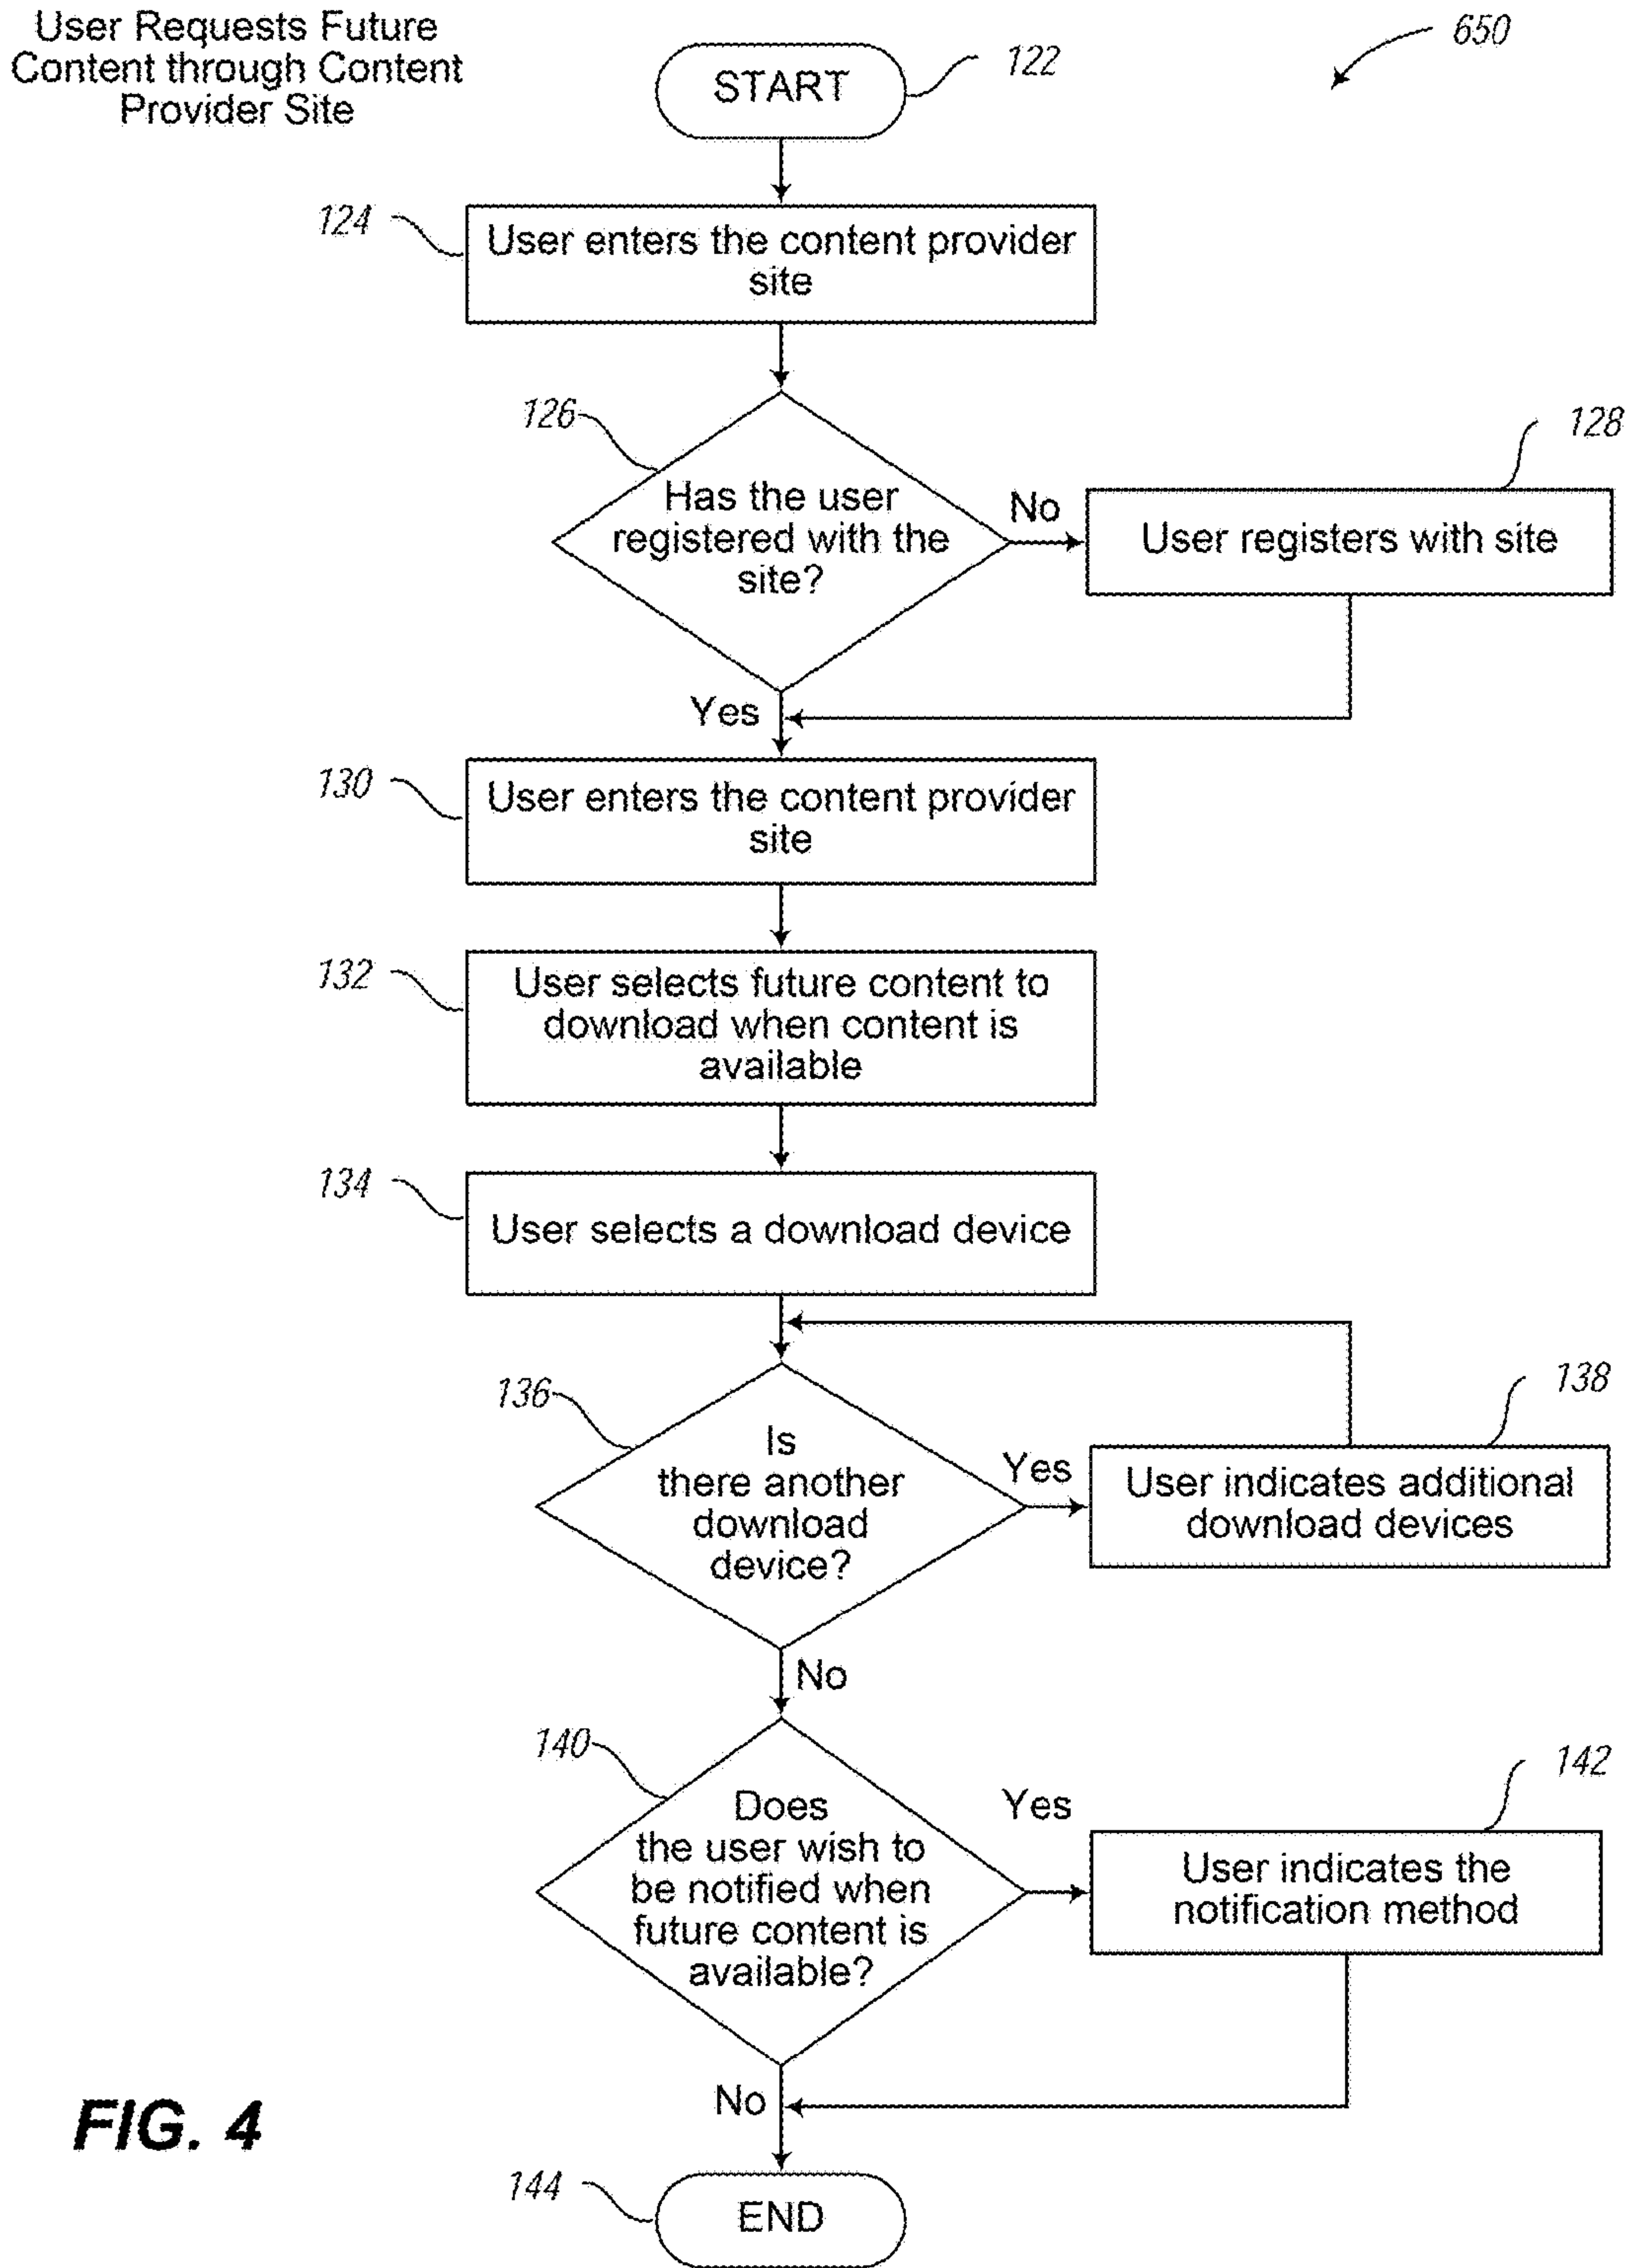 User Requests Future
Content through Content
Provider Site
650
START
122
124
User enters the content provider
site
126
Has the user
registered with the
site?
No
128
User registers with site
Yes
130
User enters the content provider
site
132
User selects future content to
download when content is
available
134
User selects a download device
136
Is
there another
download
device?
Yes
138
User indicates additional
download devices
No
140
Does
the user wish to
be notified when
future content is
available?
Yes
142
User indicates the
notification method
No
FIG. 4
144
END